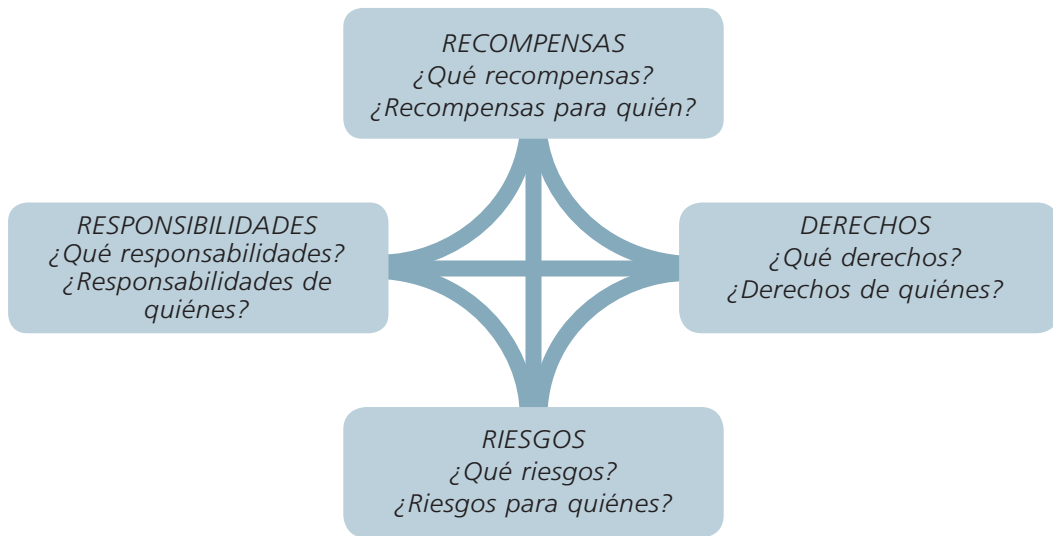 RECOMPENSAS
¿Qué recompensas?
¿Recompensas para quién?
RESPONSIBILIDADES
¿Qué responsabilidades?
¿Responsabilidades de
quiénes?
DERECHOS
¿Qué derechos?
¿Derechos de quiénes?
RIESGOS
¿Qué riesgos?
¿Riesgos para quiénes?